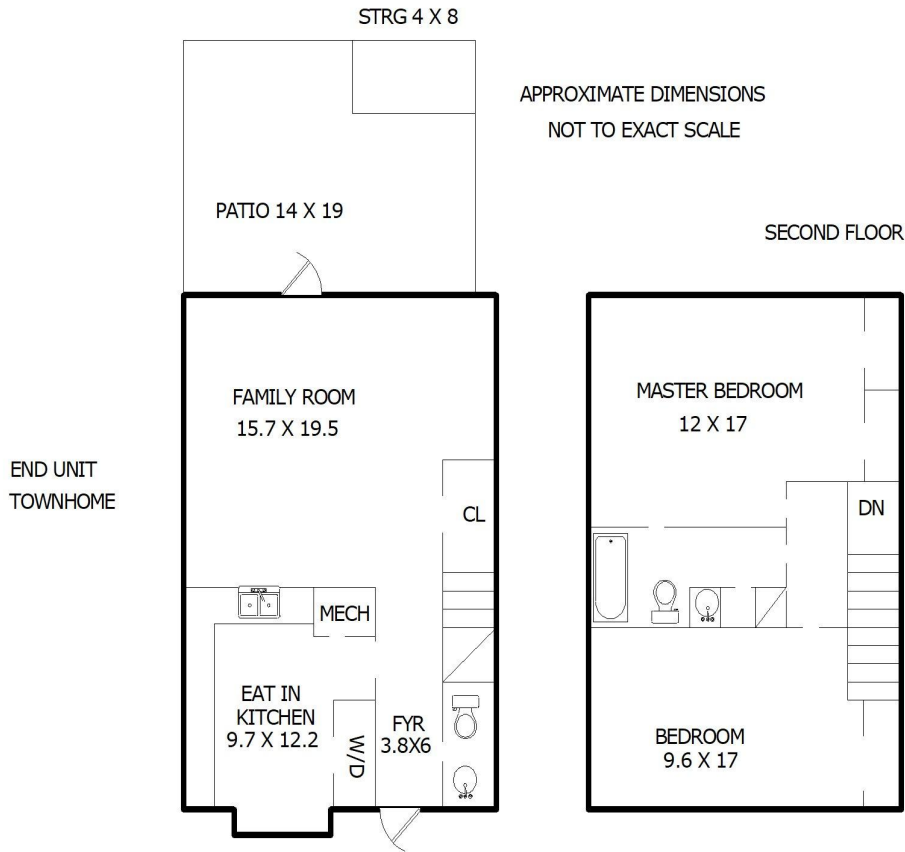 STRG 4 X 8
APPROXIMATE DIMENSIONS
NOT TO EXACT SCALE
PATIO 14 X 19
SECOND FLOOR
FAMILY ROOM
15.7 X 19.5
MASTER BEDROOM
12 X 17
END UNIT
TOWNHOME
CL
DN
MECH
EAT IN
KITCHEN
9.7 X 12.2
W/D
FYR
3.8X6
BEDROOM
9.6 X 17